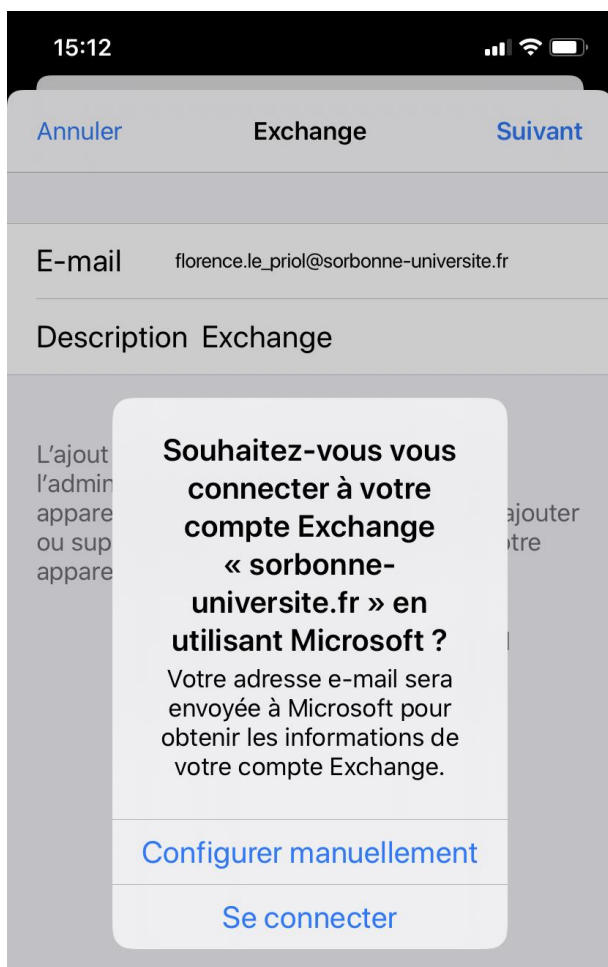 15:12
Annuler Exchange Suivant
E-mail florence.le_priol@sorbonne-universite.fr
Description Exchange
L'ajout
l'admin
appare ajouter
ou sup otre
appare
Souhaitez-vous vous
connecter à votre
compte Exchange
« sorbonne-
universite.fr » en
utilisant Microsoft ?
Votre adresse e-mail sera
envoyée à Microsoft pour
obtenir les informations de
votre compte Exchange.
Configurer manuellement
Se connecter